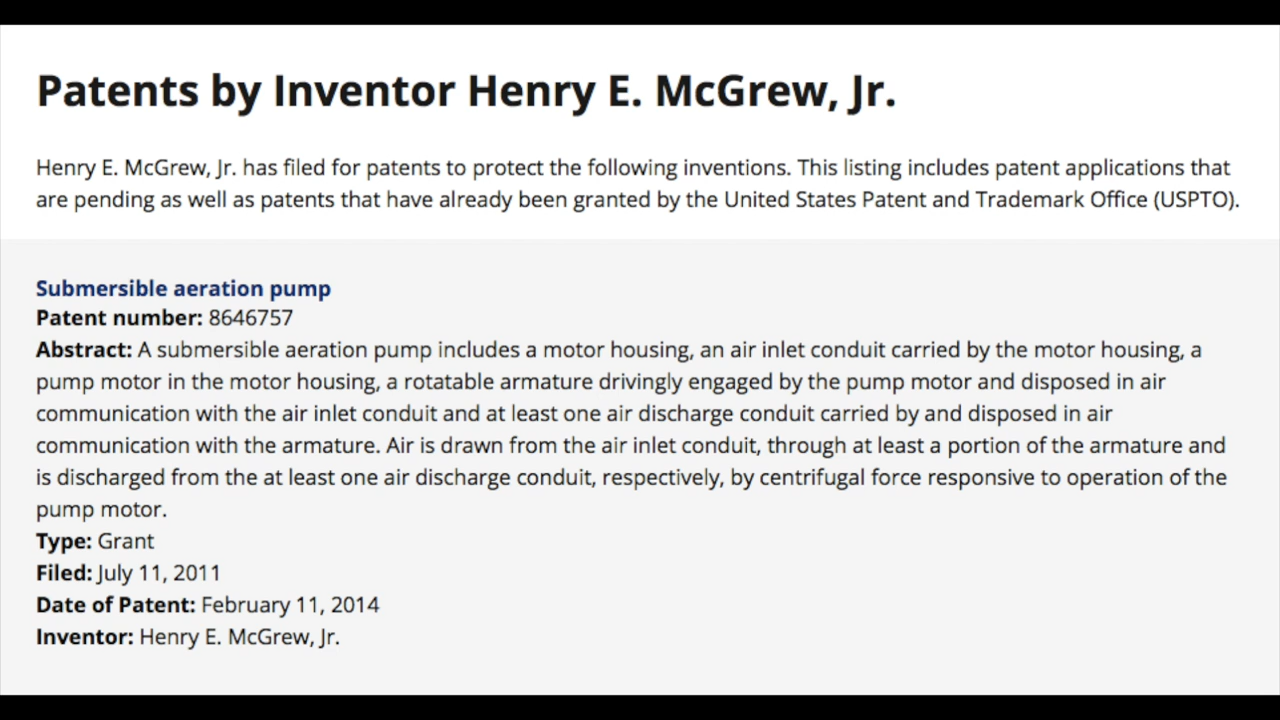 Patents by Inventor Henry E. McGrew, Jr.
Henry E. McGrew, Jr. has filed for patents to protect the following inventions. This listing includes patent applications that
are pending as well as patents that have already been granted by the United States Patent and Trademark Office (USPTO).
Submersible aeration pump
Patent number: 8646757
Abstract: A submersible aeration pump includes a motor housing, an air inlet conduit carried by the motor housing, a
pump motor in the motor housing, a rotatable armature drivingly engaged by the pump motor and disposed in air
communication with the air inlet conduit and at least one air discharge conduit carried by and disposed in air
communication with the armature. Air is drawn from the air inlet conduit, through at least a portion of the armature and
is discharged from the at least one air discharge conduit, respectively, by centrifugal force responsive to operation of the
pump motor.
Type: Grant
Filed: July 11, 2011
Date of Patent: February 11, 2014
Inventor: Henry E. McGrew, Jr.